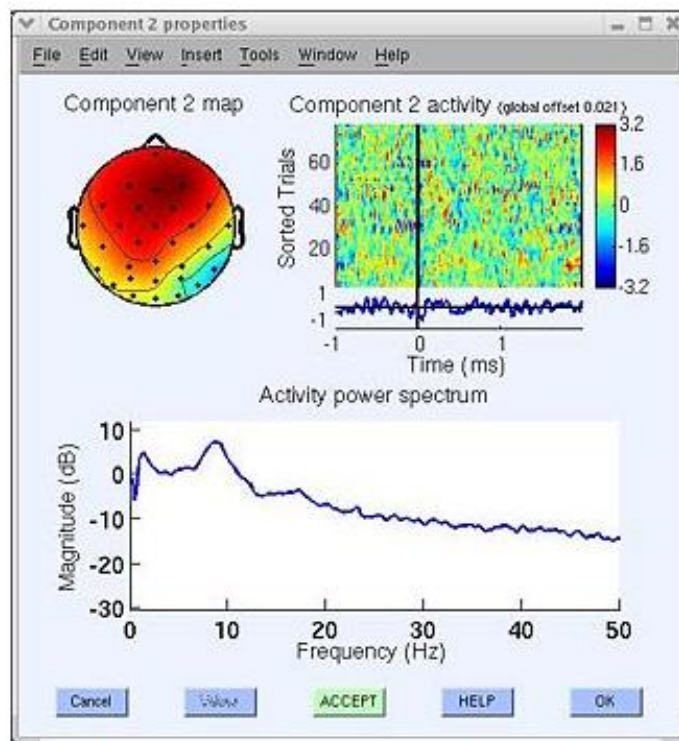 Component 2 properties
File Edit View Insert Tools Window Help
Component 2 map
Component 2 activity (global offset 0.021)
Sorted Trials
60
40
20
3.2
1.6
0
-1.6
-3.2
1
-1
-1 0 1
Time (ms)
Activity power spectrum
Magnitude (dB)
10
0
-10
-20
-30
0 10 20 30 40 50
Frequency (Hz)
Cancel Values ACCEPT HELP OK